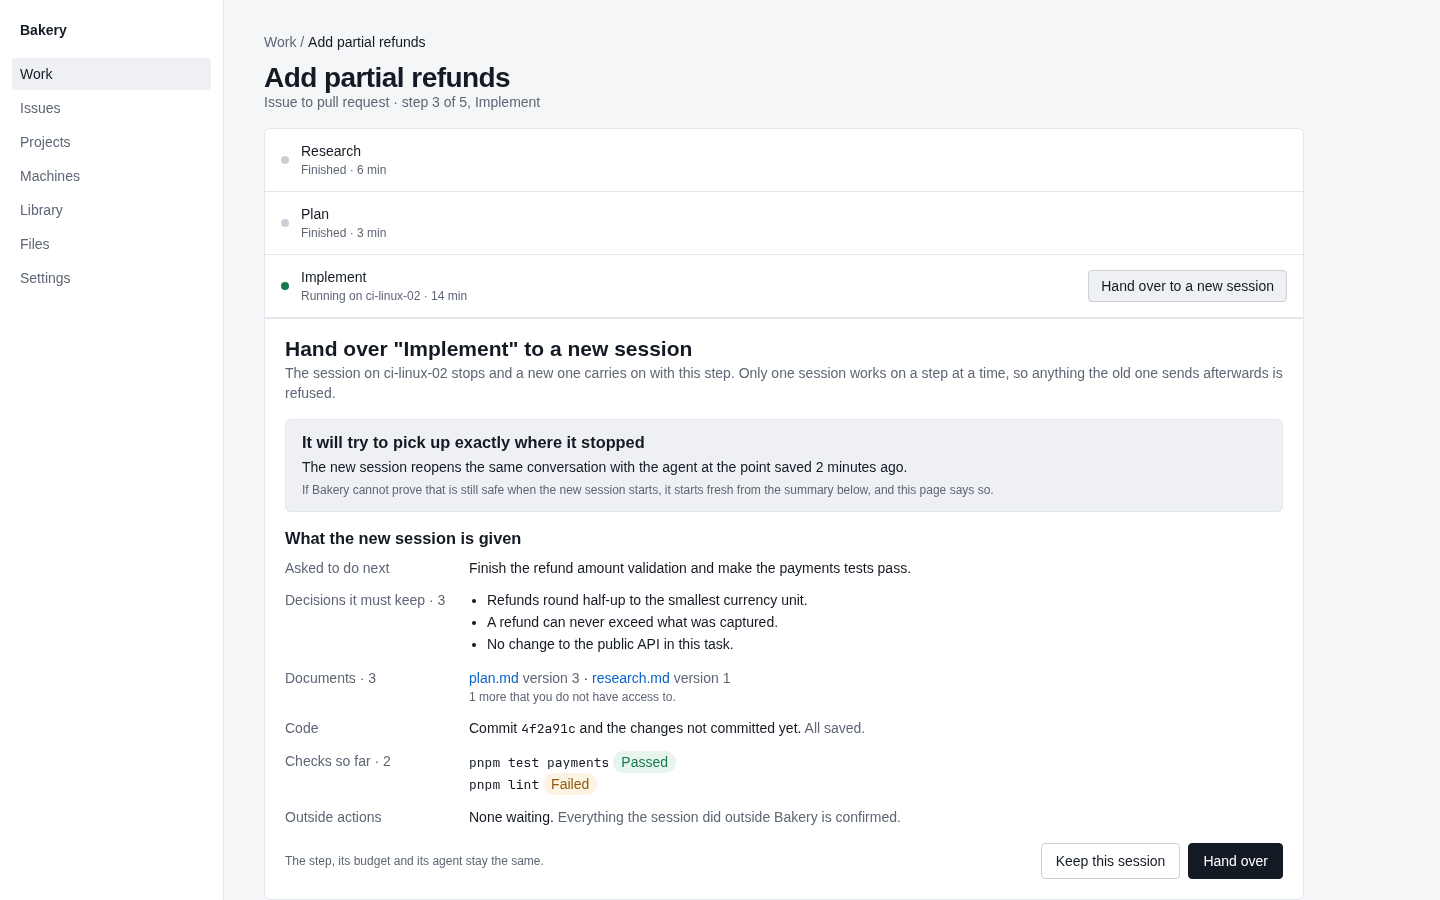 Bakery
Work
Issues
Projects
Machines
Library
Files
Settings
Work / Add partial refunds
Add partial refunds
Issue to pull request · step 3 of 5, Implement
Research
Finished · 6 min
Plan
Finished · 3 min
Implement
Running on ci-linux-02 · 14 min
Hand over to a new session
Hand over "Implement" to a new session
The session on ci-linux-02 stops and a new one carries on with this step. Only one session works on a step at a time, so anything the old one sends afterwards is
refused.
It will try to pick up exactly where it stopped
The new session reopens the same conversation with the agent at the point saved 2 minutes ago.
If Bakery cannot prove that is still safe when the new session starts, it starts fresh from the summary below, and this page says so.
What the new session is given
Asked to do next
Finish the refund amount validation and make the payments tests pass.
Decisions it must keep · 3
• Refunds round half-up to the smallest currency unit.
• A refund can never exceed what was captured.
• No change to the public API in this task.
Documents · 3
plan.md version 3 · research.md version 1
1 more that you do not have access to.
Code
Commit 4f2a91c and the changes not committed yet. All saved.
Checks so far · 2
pnpm test payments Passed
pnpm lint Failed
Outside actions
None waiting. Everything the session did outside Bakery is confirmed.
The step, its budget and its agent stay the same.
Keep this session
Hand over